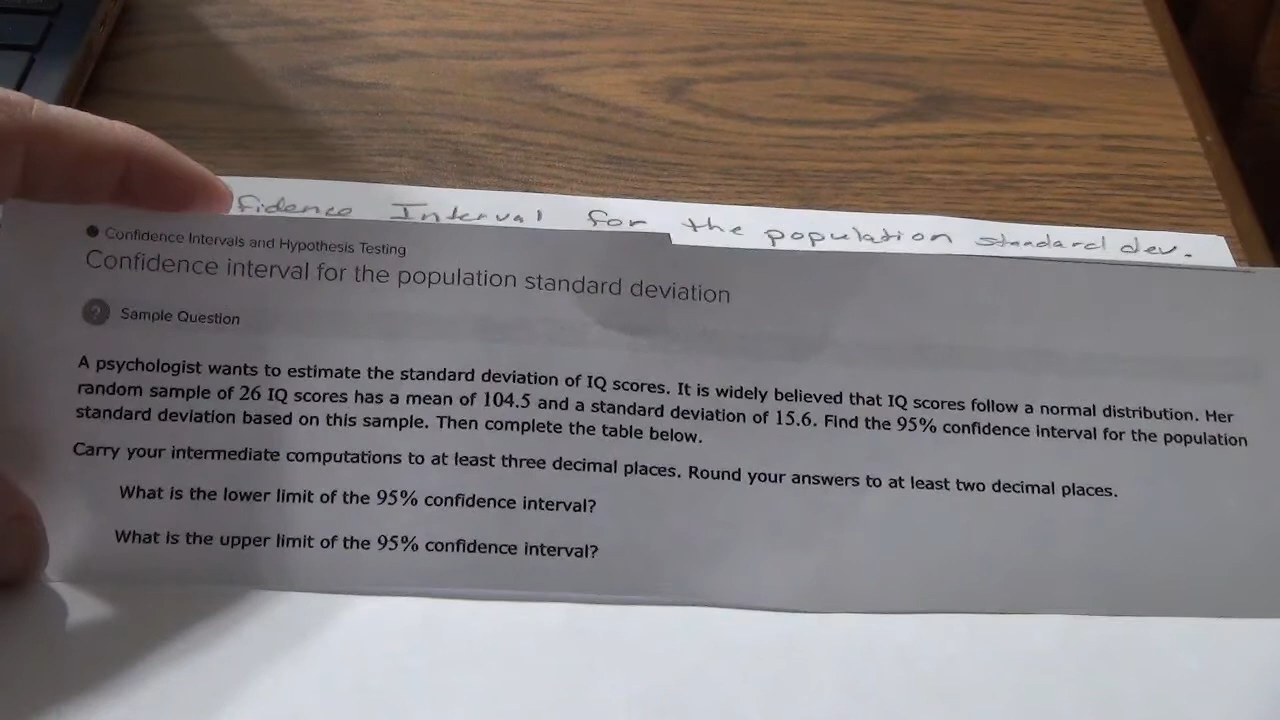 fidence Interval for the population standard dev.
Confidence Intervals and Hypothesis Testing
Confidence interval for the population standard deviation
? Sample Question
A psychologist wants to estimate the standard deviation of IQ scores. It is widely believed that IQ scores follow a normal distribution. Her
random sample of 26 IQ scores has a mean of 104.5 and a standard deviation of 15.6. Find the 95% confidence interval for the population
standard deviation based on this sample. Then complete the table below.
Carry your intermediate computations to at least three decimal places. Round your answers to at least two decimal places.
What is the lower limit of the 95% confidence interval?
What is the upper limit of the 95% confidence interval?